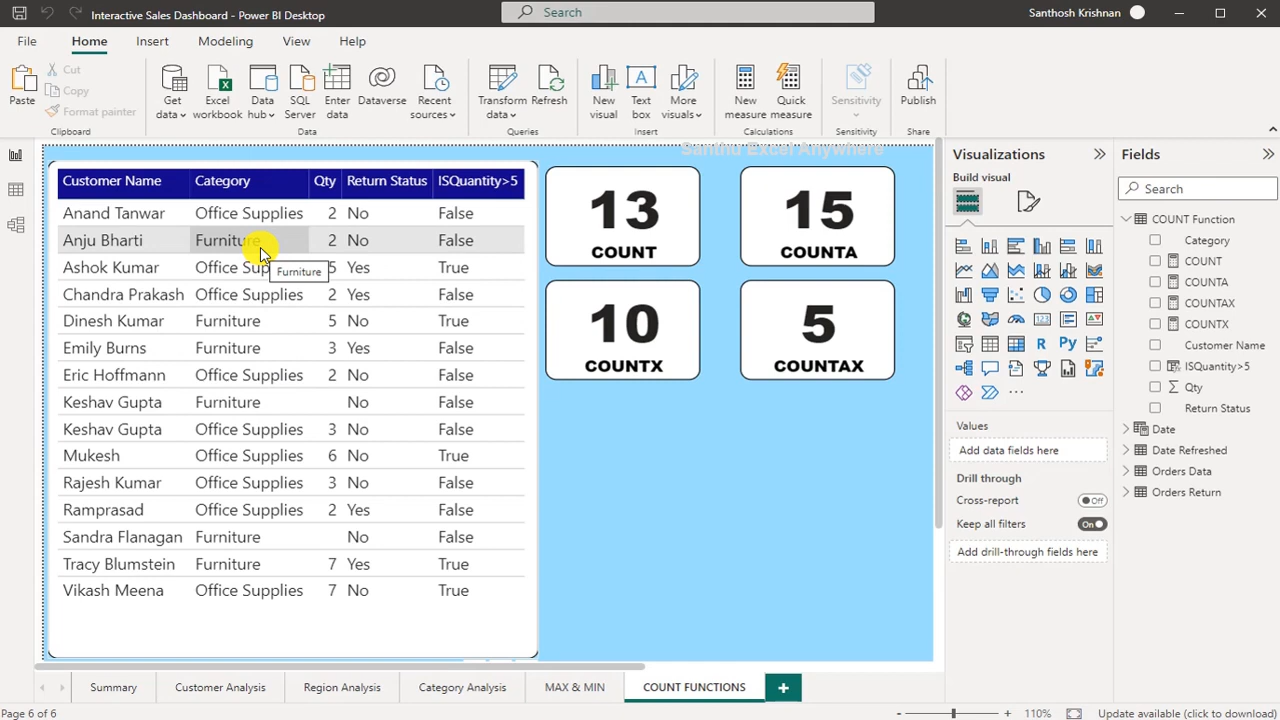 Interactive Sales Dashboard - Power BI Desktop
Search
Santhosh Krishnan
File Home Insert Modeling View Help
Paste
Cut
Copy
Format painter
Clipboard
Get data
Excel workbook
Data hub
SQL Server
Enter data
Dataverse
Recent sources
Data
Transform data
Refresh
Queries
New visual
Text box
More visuals
Insert
New measure
Quick measure
Calculations
Sensitivity
Sensitivity
Publish
Share
Santhu Excel Anywhere
Customer Name Category Qty Return Status ISQuantity>5
Anand Tanwar Office Supplies 2 No False
Anju Bharti Furniture 2 No False
Ashok Kumar Office Sup 5 Yes True
Furniture
Chandra Prakash Office Supplies 2 Yes False
Dinesh Kumar Furniture 5 No True
Emily Burns Furniture 3 Yes False
Eric Hoffmann Office Supplies 2 No False
Keshav Gupta Furniture No False
Keshav Gupta Office Supplies 3 No False
Mukesh Office Supplies 6 No True
Rajesh Kumar Office Supplies 3 No False
Ramprasad Office Supplies 2 Yes False
Sandra Flanagan Furniture No False
Tracy Blumstein Furniture 7 Yes True
Vikash Meena Office Supplies 7 No True
13
COUNT
15
COUNTA
10
COUNTX
5
COUNTAX
Visualizations
Build visual
R Py
123
...
Values
Add data fields here
Drill through
Cross-report Off
Keep all filters On
Add drill-through fields here
Fields
Search
COUNT Function
Category
COUNT
COUNTA
COUNTAX
COUNTX
Customer Name
ISQuantity>5
Qty
Return Status
Date
Date Refreshed
Orders Data
Orders Return
Summary Customer Analysis Region Analysis Category Analysis MAX & MIN COUNT FUNCTIONS +
Page 6 of 6
- + 110%
Update available (click to download)